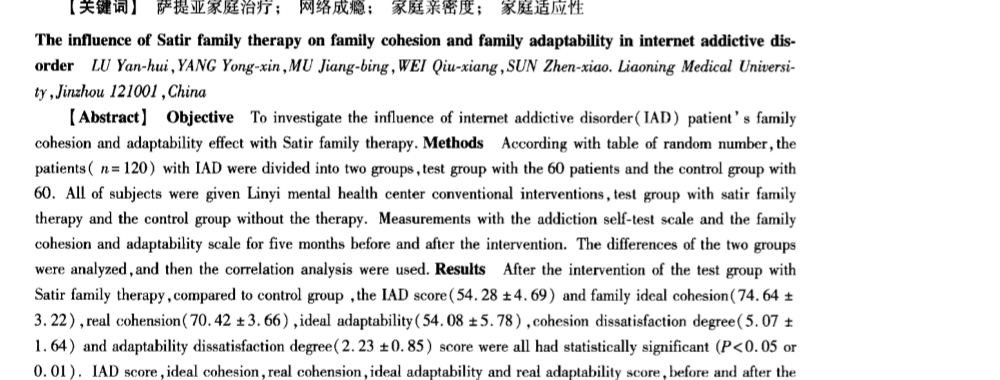 【关键词】 萨提亚家庭治疗； 网络成瘾； 家庭亲密度； 家庭适应性
The influence of Satir family therapy on family cohesion and family adaptability in internet addictive dis-
order LU Yan-hui,YANG Yong-xin,MU Jiang-bing,WEI Qiu-xiang,SUN Zhen-xiao. Liaoning Medical Universi-
ty,Jinzhou 121001,China
【Abstract】 Objective To investigate the influence of internet addictive disorder(IAD) patient's family
cohesion and adaptability effect with Satir family therapy. Methods According with table of random number,the
patients( n=120) with IAD were divided into two groups,test group with the 60 patients and the control group with
60. All of subjects were given Linyi mental health center conventional interventions,test group with satir family
therapy and the control group without the therapy. Measurements with the addiction self-test scale and the family
cohesion and adaptability scale for five months before and after the intervention. The differences of the two groups
were analyzed,and then the correlation analysis were used. Results After the intervention of the test group with
Satir family therapy,compared to control group ,the IAD score(54.28 ±4.69) and family ideal cohesion(74.64 ±
3.22) ,real cohension(70.42 ±3.66) ,ideal adaptability(54.08 ±5.78) ,cohesion dissatisfaction degree(5.07 ±
1.64) and adaptability dissatisfaction degree(2.23 ±0.85) score were all had statistically significant (P<0.05 or
0.01). IAD score,ideal cohesion,real cohension,ideal adaptability and real adaptability score,before and after the